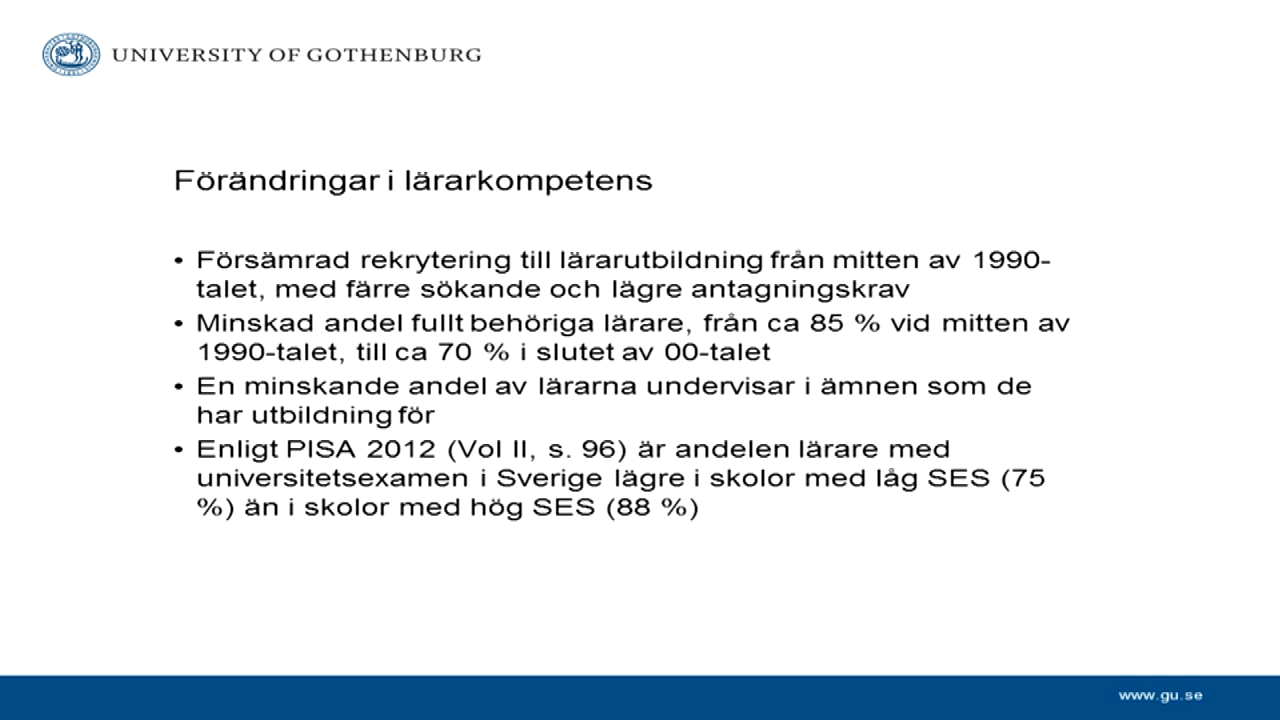 UNIVERSITY OF GOTHENBURG
Förändringar i lärarkompetens
• Försämrad rekrytering till lärarutbildning från mitten av 1990-
talet, med färre sökande och lägre antagningskrav
• Minskad andel fullt behöriga lärare, från ca 85 % vid mitten av
1990-talet, till ca 70 % i slutet av 00-talet
• En minskande andel av lärarna undervisar i ämnen som de
har utbildning för
• Enligt PISA 2012 (Vol II, s. 96) är andelen lärare med
universitetsexamen i Sverige lägre i skolor med låg SES (75
%) än i skolor med hög SES (88 %)
www.gu.se